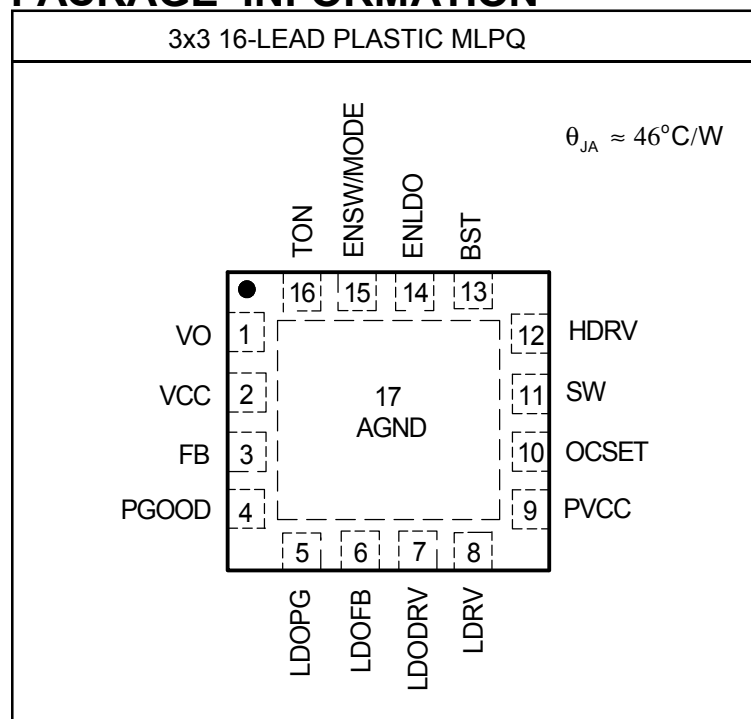 PACKAGE INFORMATION
3x3 16-LEAD PLASTIC MLPQ
θJA ≈ 46°C/W
TON
ENSW/MODE
ENLDO
BST
16 15 14 13
VO 1
VCC 2
FB 3
PGOOD 4
17
AGND
12 HDRV
11 SW
10 OCSET
9 PVCC
5 6 7 8
LDOPG
LDOFB
LDODRV
LDRV